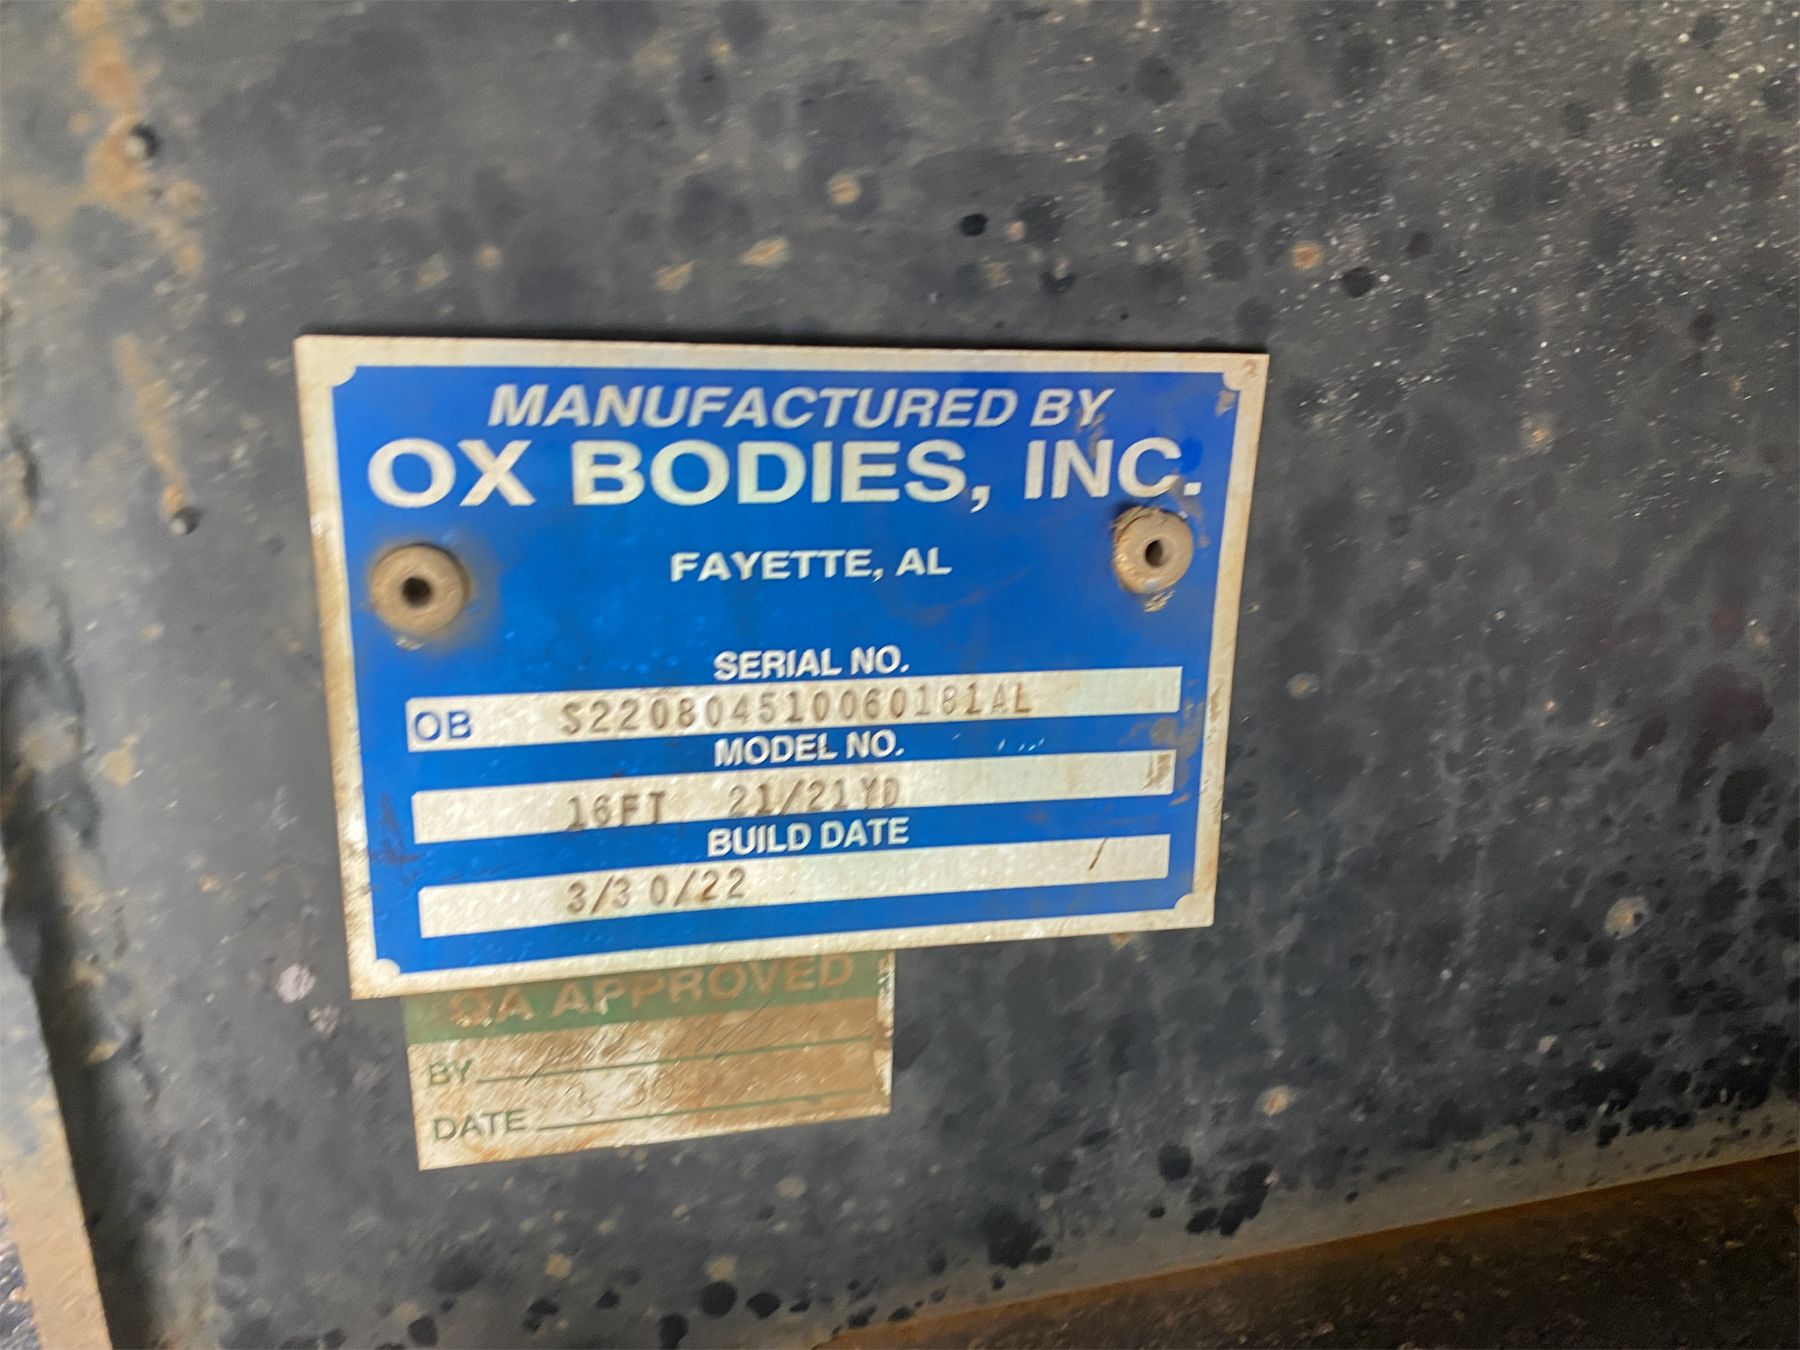 MANUFACTURED BY
OX BODIES, INC.
FAYETTE, AL
SERIAL NO.
OB S220804510060181AL
MODEL NO.
16FT 21/21YD
BUILD DATE
3/30/22
QA APPROVED
BY
DATE